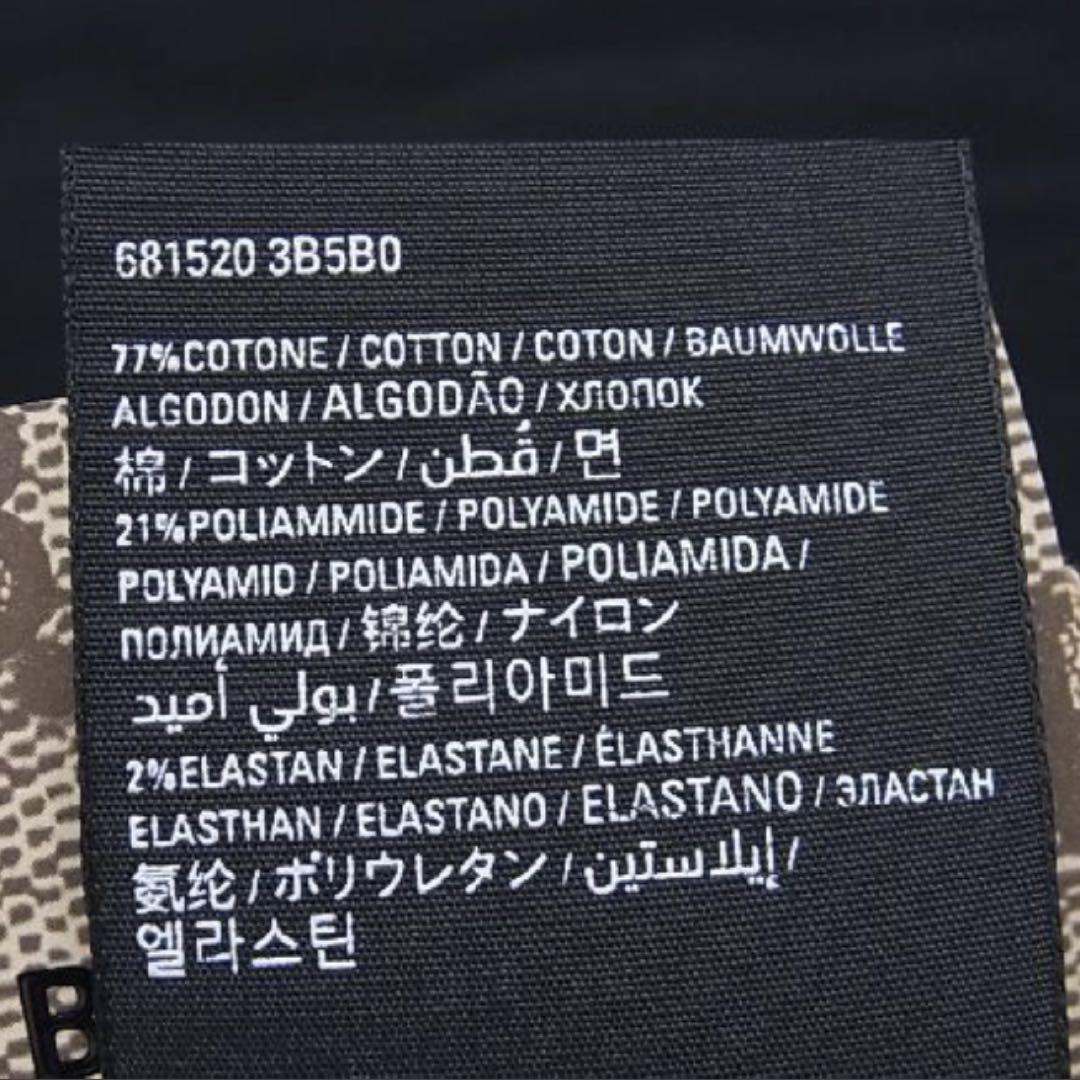 681520 3B5B0
77%COTONE / COTTON / COTON / BAUMWOLLE
ALGODON / ALGODÃO / ХЛОПОК
棉 / コットン / قُطن / 면
21%POLIAMMIDE / POLYAMIDE / POLYAMIDE
POLYAMID / POLIAMIDA / POLIAMIDA /
ПОЛИАМИД / 锦纶 / ナイロン
بولي أميد / 폴리아미드
2%ELASTAN / ELASTANE / ÉLASTHANNE
ELASTHAN / ELASTANO / ELASTANO / ЭЛАСТАН
氨纶 / ポリウレタン / إيلاستين /
엘라스틴
B